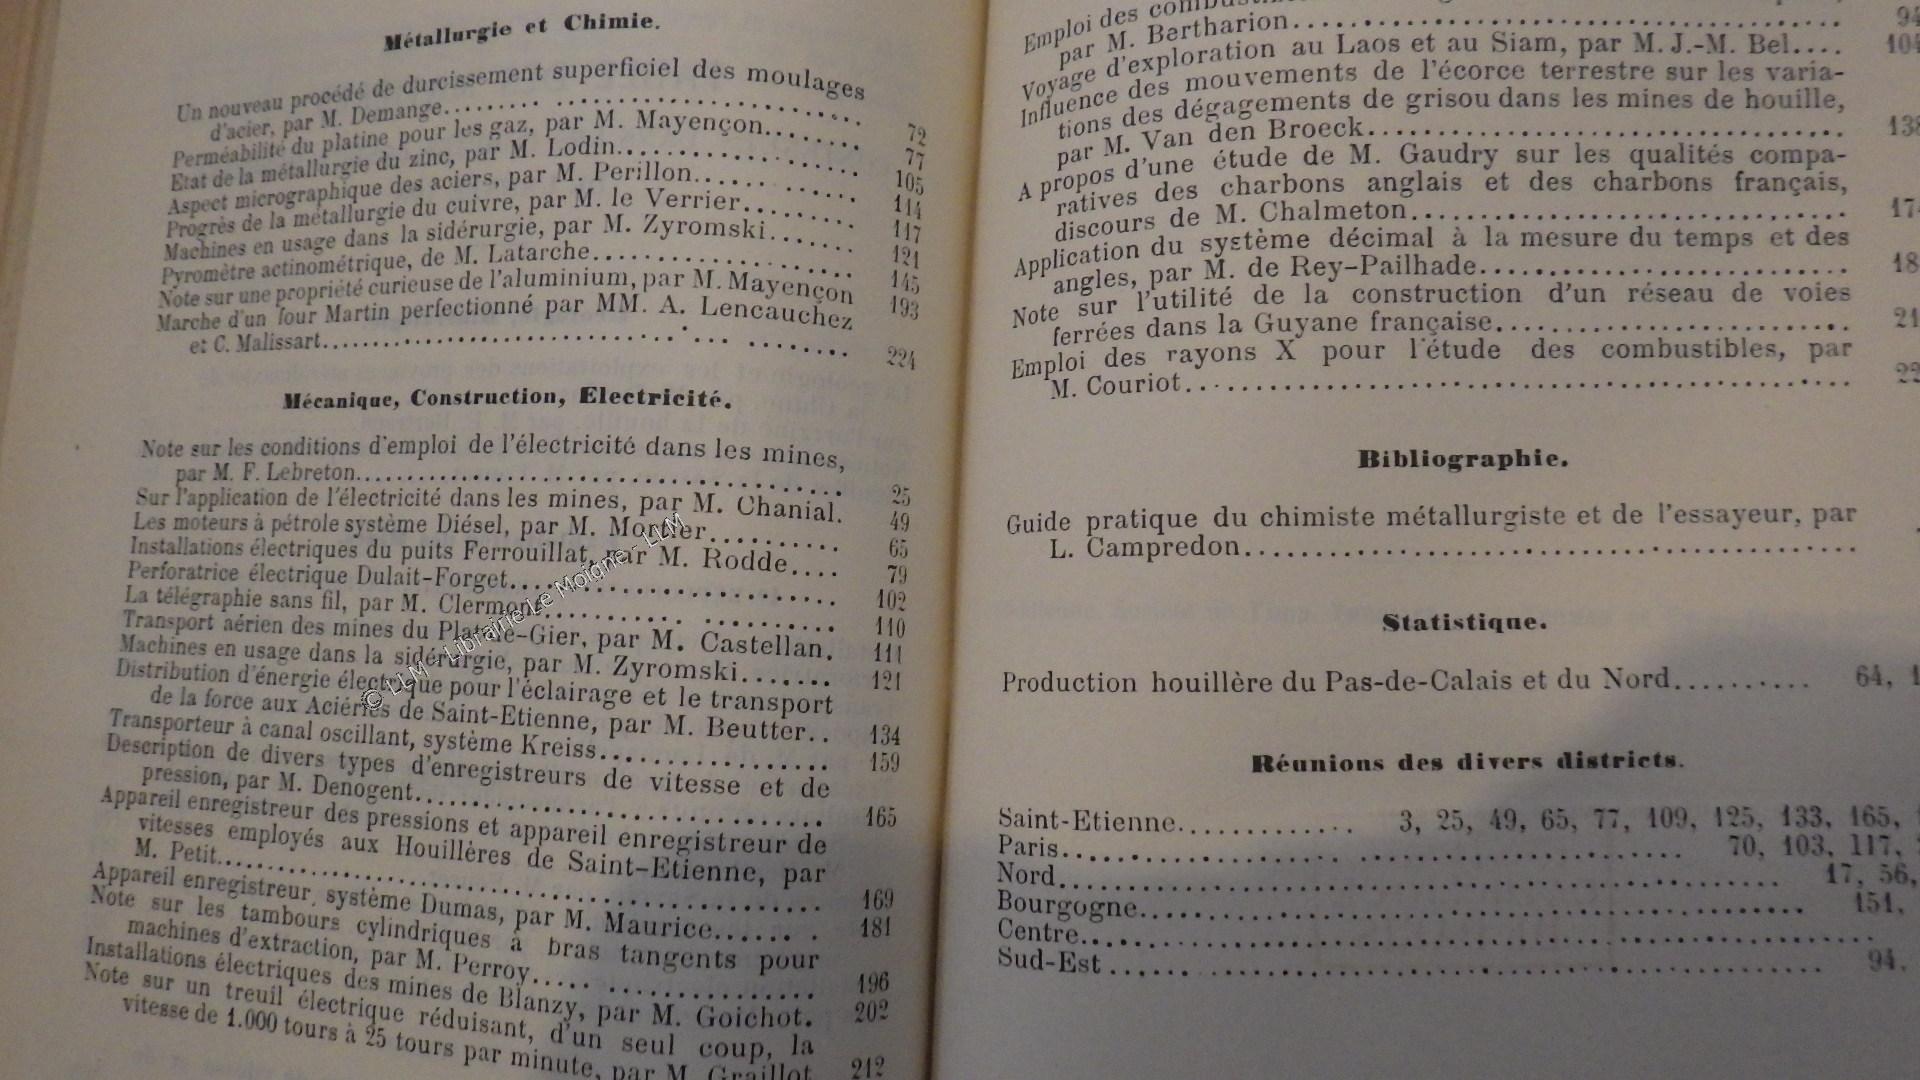 Métallurgie et Chimie.
Un nouveau procédé de durcissement superficiel des moulages
d'acier, par M. Demange........ ...................... 72
Perméabilité du platine pour les gaz, par M. Mayençon....... 77
Etat de la métallurgie du zinc, par M. Lodin................. 105
Aspect micrographique des aciers, par M. Perillon...... ...... 114
Progrès de la métallurgie du cuivre, par M. le Verrier......... 117
Machines en usage dans la sidérurgie, par M. Zyromski....... 121
Pyromètre actinométrique, de M. Latarche.................... 145
Note sur une propriété curieuse de l'aluminium, par M. Mayençon 193
Marche d'un four Martin perfectionné par MM. A. Lencauchez
et C. Malissart............................. ........ 224
Mécanique, Construction, Electricité.
Note sur les conditions d'emploi de l'électricité dans les mines,
par M. F. Lebreton..................................... 25
Sur l'application de l'électricité dans les mines, par M. Chanial. 49
Les moteurs à pétrole système Diésel, par M. Mortier.......... 65
Installations électriques du puits Ferrouillat, par M. Rodde.... 79
Perforatrice électrique Dulait-Forget......................... 102
La télégraphie sans fil, par M. Clermont............ .......... 110
Transport aérien des mines du Plat-de-Gier, par M. Castellan. 111
Machines en usage dans la sidérurgie, par M. Zyromski....... 121
Distribution d'énergie électrique pour l'éclairage et le transport
de la force aux Aciéries de Saint-Etienne, par M. Beutter.. 134
Transporteur à canal oscillant, système Kreiss................. 159
Description de divers types d'enregistreurs de vitesse et de
pression, par M. Denogent............................... 165
Appareil enregistreur des pressions et appareil enregistreur de
vitesses employés aux Houillères de Saint-Etienne, par
M. Petit............................................. 169
Appareil enregistreur, système Dumas, par M. Maurice...... . 181
Note sur les tambours cylindriques à bras tangents pour
machines d'extraction, par M. Perroy..... .............. 196
Installations électriques des mines de Blanzy, par M. Goichot. 202
Note sur un treuil électrique réduisant, d'un seul coup, la
vitesse de 1.000 tours à 25 tours par minute, par M. Graillot 212
Emploi des
par M. Bertharion..................................... 94
Voyage d'exploration au Laos et au Siam, par M. J.-M. Bel.... 104
Influence des mouvements de l'écorce terrestre sur les varia-
tions des dégagements de grisou dans les mines de houille,
par M. Van den Broeck................................. 138
A propos d'une étude de M. Gaudry sur les qualités compa-
ratives des charbons anglais et des charbons français,
discours de M. Chalmeton.............................. 174
Application du système décimal à la mesure du temps et des
angles, par M. de Rey-Pailhade......................... 18
Note sur l'utilité de la construction d'un réseau de voies
ferrées dans la Guyane française........................ 21
Emploi des rayons X pour l'étude des combustibles, par
M. Couriot............................................ 22
Bibliographie.
Guide pratique du chimiste métallurgiste et de l'essayeur, par
L. Campredon........................................
Statistique.
Production houillère du Pas-de-Calais et du Nord.......... 64, 1
Réunions des divers districts.
Saint-Etienne............. 3, 25, 49, 65, 77, 109, 125, 133, 165,
Paris........................................ 70, 103, 117,
Nord............................................. 17, 56,
Bourgogne........................................ 151,
Centre..............................................
Sud-Est.......................................... 94,
© LLM - Librairie Le Moigne - LLM